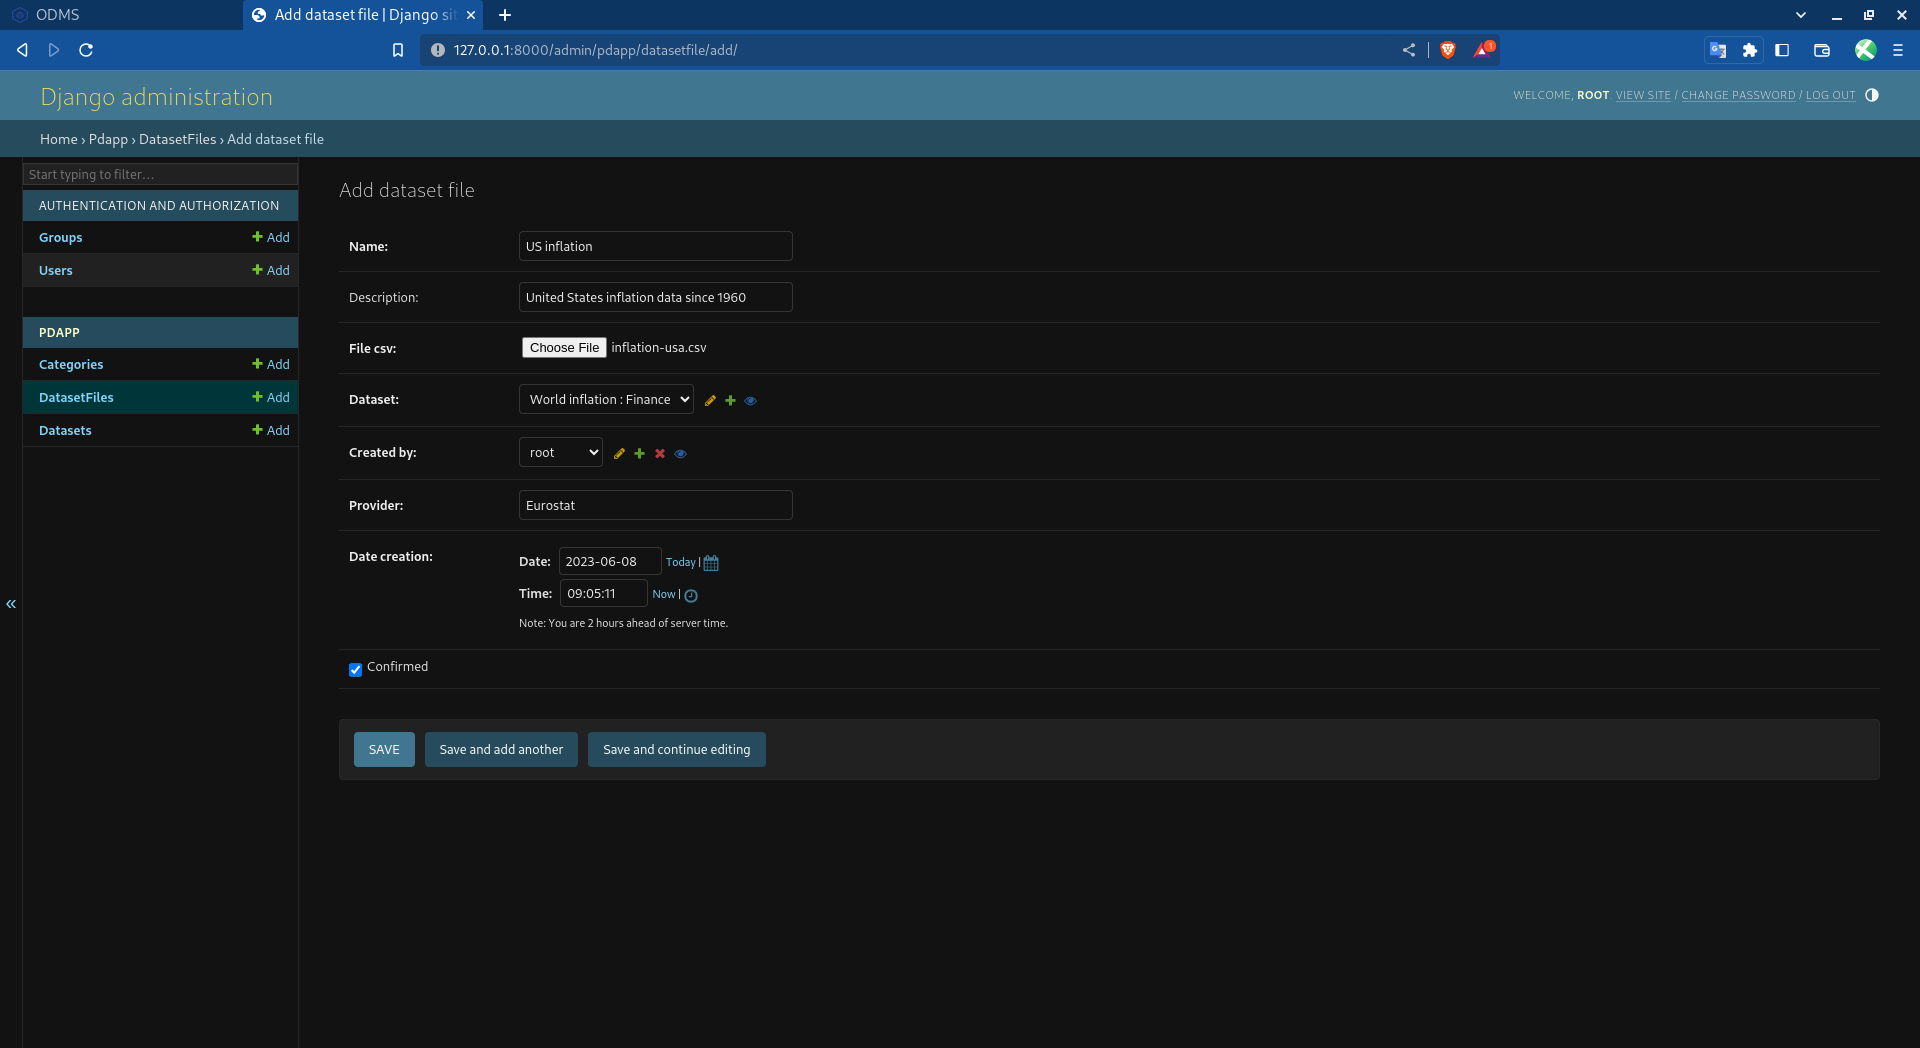 ODMS
Add dataset file | Django sit
127.0.0.1:8000/admin/pdapp/datasetfile/add/
1
Django administration
WELCOME, ROOT. VIEW SITE / CHANGE PASSWORD / LOG OUT
Home › Pdapp › DatasetFiles › Add dataset file
Start typing to filter...
AUTHENTICATION AND AUTHORIZATION
Groups Add
Users Add
PDAPP
Categories Add
DatasetFiles Add
Datasets Add
«
Add dataset file
Name: US inflation
Description: United States inflation data since 1960
File csv: Choose File inflation-usa.csv
Dataset: World inflation : Finance
Created by: root
Provider: Eurostat
Date creation:
Date: 2023-06-08 Today |
Time: 09:05:11 Now |
Note: You are 2 hours ahead of server time.
Confirmed
SAVE Save and add another Save and continue editing